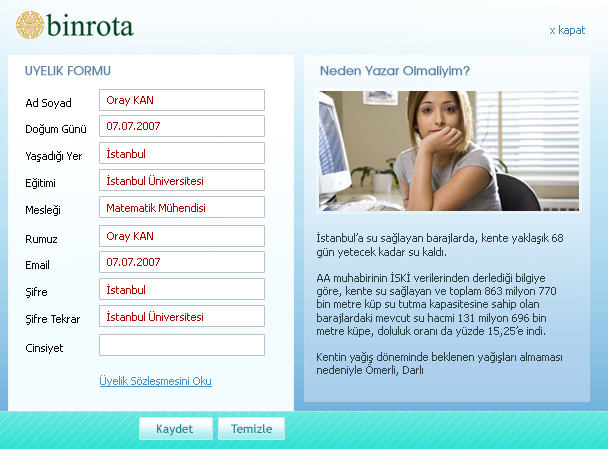 binrota
x kapat
UYELIK FORMU
Ad Soyad
Oray KAN
Doğum Günü
07.07.2007
Yaşadığı Yer
İstanbul
Eğitimi
İstanbul Üniversitesi
Mesleği
Matematik Mühendisi
Rumuz
Oray KAN
Email
07.07.2007
Şifre
İstanbul
Şifre Tekrar
İstanbul Üniversitesi
Cinsiyet
Üyelik Sözleşmesini Oku
Kaydet
Temizle
Neden Yazar Olmaliyim?
İstanbul'a su sağlayan barajlarda, kente yaklaşık 68
gün yetecek kadar su kaldı.
AA muhabirinin İSKİ verilerinden derlediği bilgiye
göre, kente su sağlayan ve toplam 863 milyon 770
bin metre küp su tutma kapasitesine sahip olan
barajlardaki mevcut su hacmi 131 milyon 696 bin
metre küpe, doluluk oranı da yüzde 15,25'e indi.
Kentin yağış döneminde beklenen yağışları almaması
nedeniyle Ömerli, Darlı